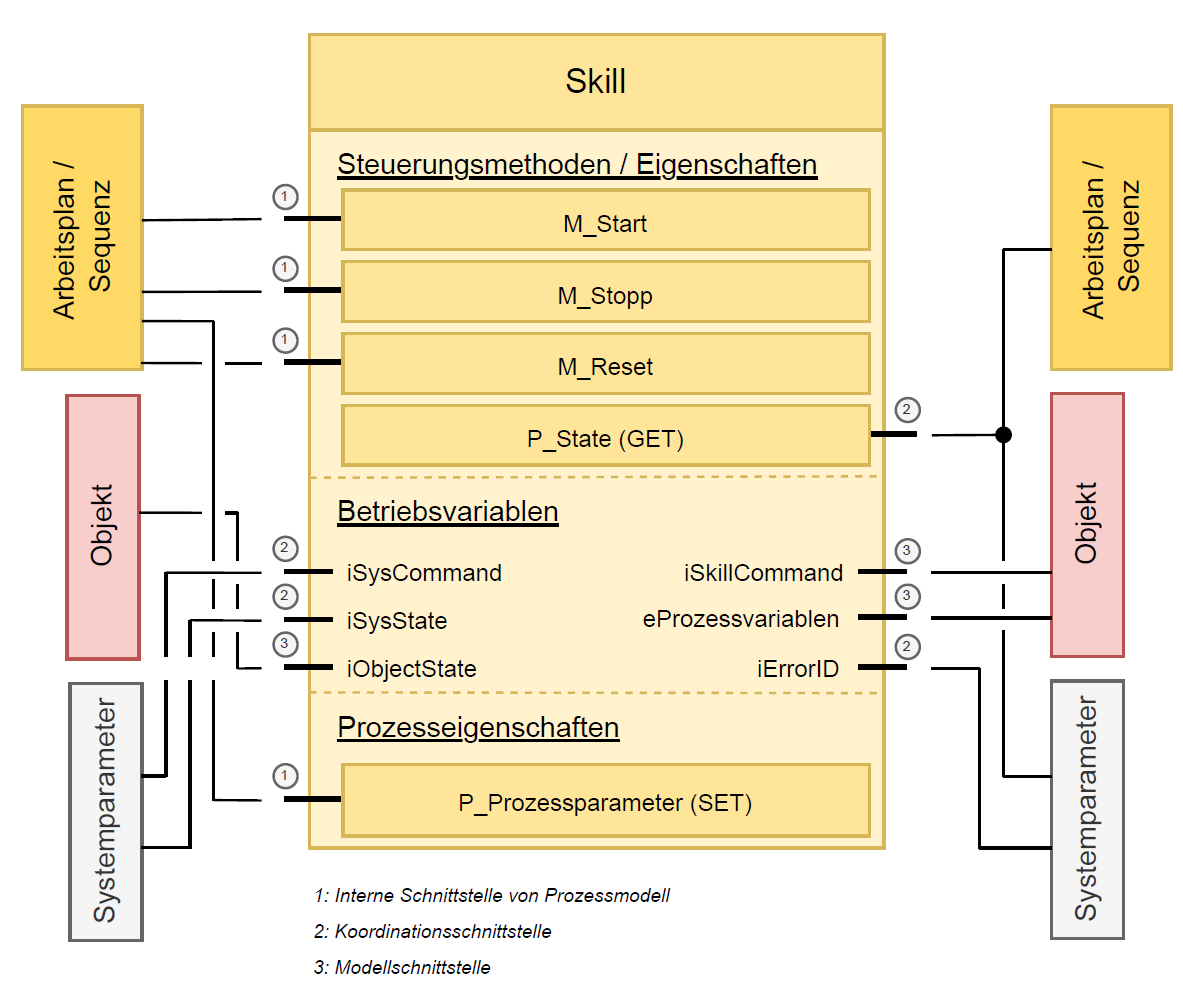 Skill
Steuerungsmethoden / Eigenschaften
Arbeitsplan /
Sequenz
1
M_Start
1
M_Stopp
1
M_Reset
P_State (GET)
2
Arbeitsplan /
Sequenz
Objekt
Betriebsvariablen
2
iSysCommand
2
iSysState
3
iObjectState
3
iSkillCommand
3
eProzessvariablen
2
iErrorID
Objekt
Systemparameter
Prozesseigenschaften
1
P_Prozessparameter (SET)
Systemparameter
1: Interne Schnittstelle von Prozessmodell
2: Koordinationsschnittstelle
3: Modellschnittstelle